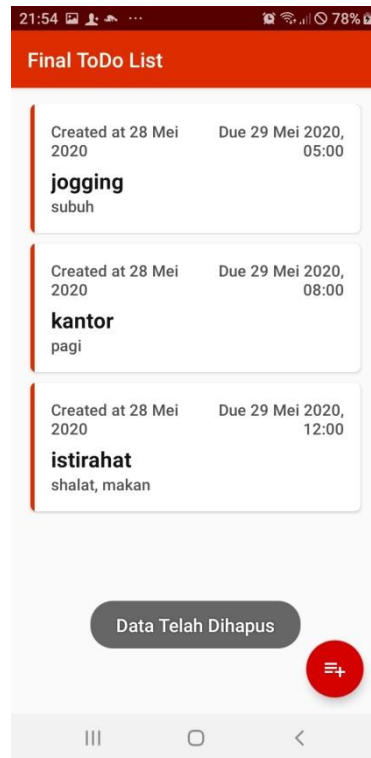 21:54 78%
Final ToDo List
Created at 28 Mei
2020
Due 29 Mei 2020,
05:00
jogging
subuh
Created at 28 Mei
2020
Due 29 Mei 2020,
08:00
kantor
pagi
Created at 28 Mei
2020
Due 29 Mei 2020,
12:00
istirahat
shalat, makan
Data Telah Dihapus